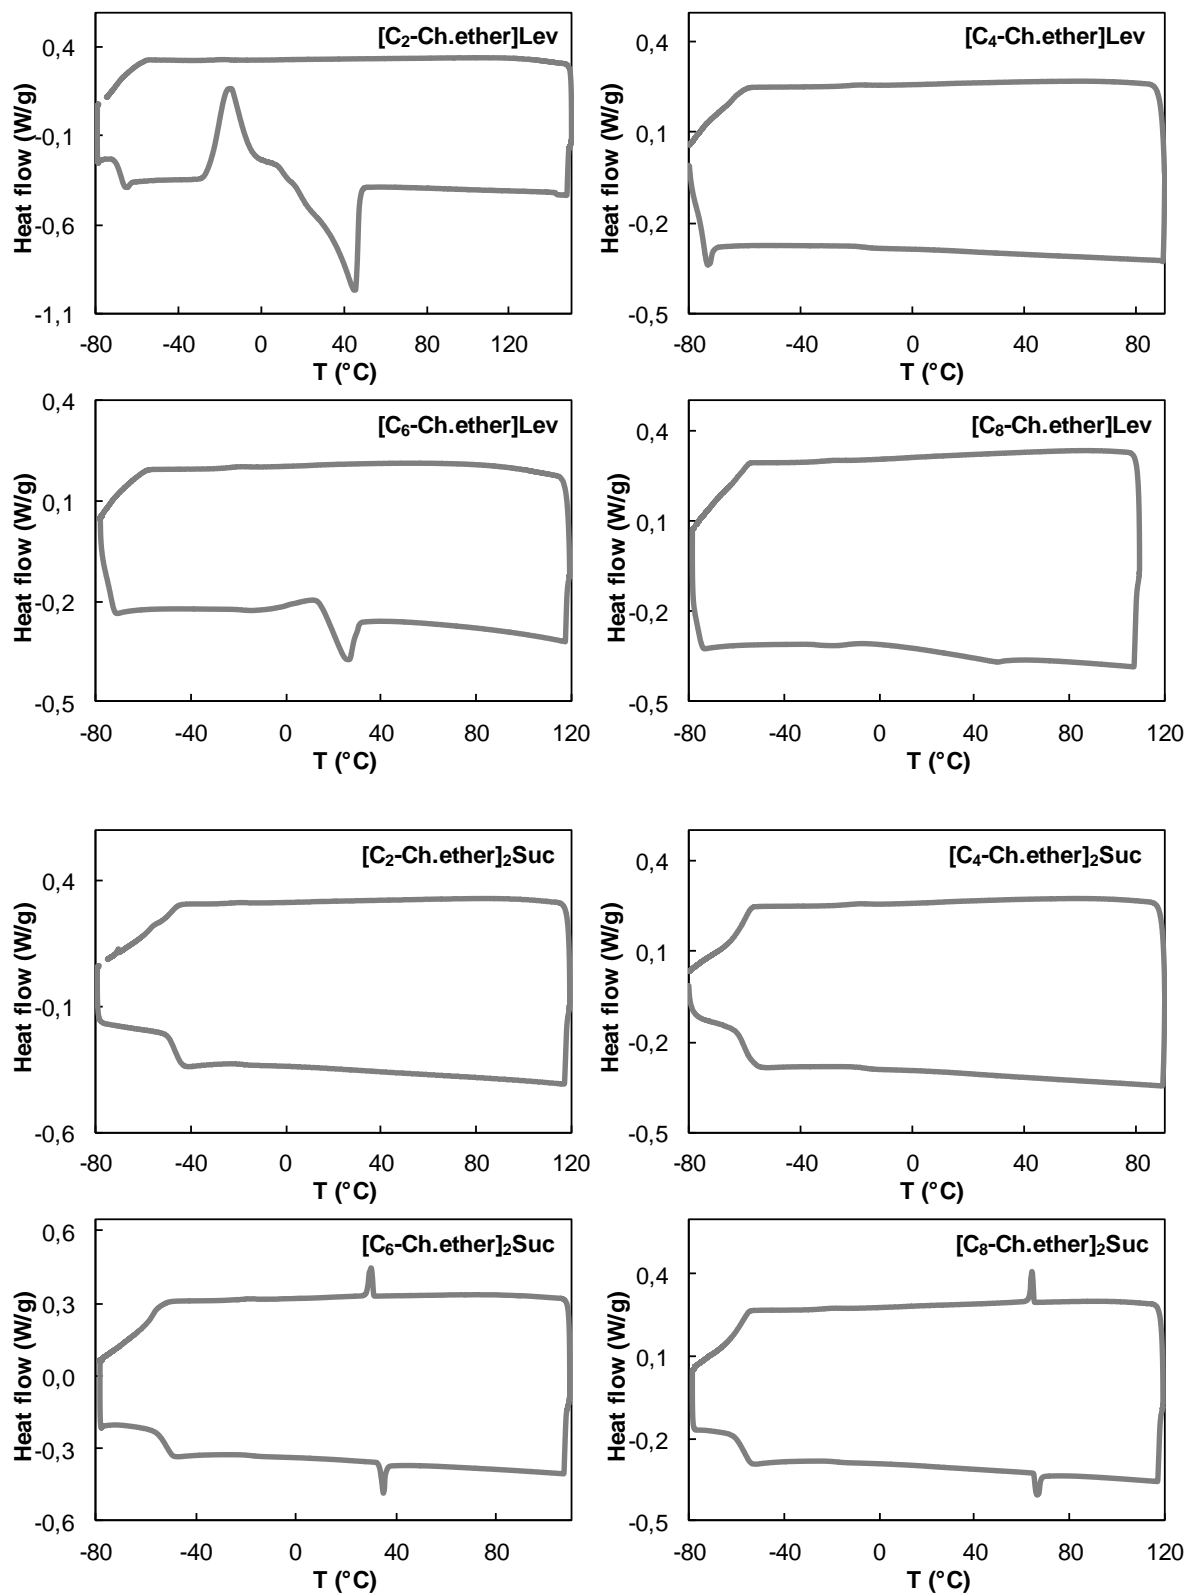 [C₂-Ch.ether]Lev
Heat flow (W/g)
0,4
-0,1
-0,6
-1,1
-80 -40 0 40 80 120
T (°C)
[C₄-Ch.ether]Lev
Heat flow (W/g)
0,4
0,1
-0,2
-0,5
-80 -40 0 40 80
T (°C)
[C₆-Ch.ether]Lev
Heat flow (W/g)
0,4
0,1
-0,2
-0,5
-80 -40 0 40 80 120
T (°C)
[C₈-Ch.ether]Lev
Heat flow (W/g)
0,4
0,1
-0,2
-0,5
-80 -40 0 40 80 120
T (°C)
[C₂-Ch.ether]₂Suc
Heat flow (W/g)
0,4
-0,1
-0,6
-80 -40 0 40 80 120
T (°C)
[C₄-Ch.ether]₂Suc
Heat flow (W/g)
0,4
0,1
-0,2
-0,5
-80 -40 0 40 80
T (°C)
[C₆-Ch.ether]₂Suc
Heat flow (W/g)
0,6
0,3
0,0
-0,3
-0,6
-80 -40 0 40 80
T (°C)
[C₈-Ch.ether]₂Suc
Heat flow (W/g)
0,4
0,1
-0,2
-0,5
-80 -40 0 40 80 120
T (°C)